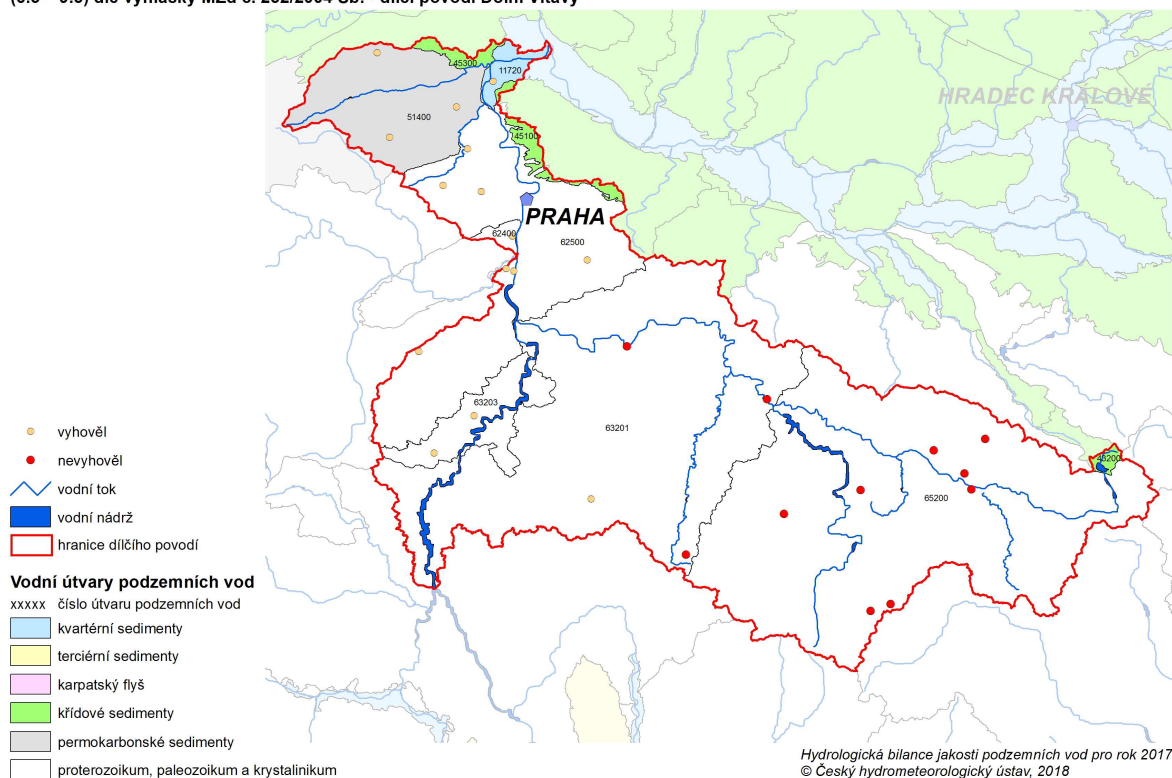 HRADEC KRÁLOVÉ
45300
11720
51400
45100
PRAHA
62400
62500
63203
63201
65200
vyhověl
nevyhověl
vodní tok
vodní nádrž
hranice dílčího povodí
Vodní útvary podzemních vod
xxxxx číslo útvaru podzemních vod
kvartérní sedimenty
terciérní sedimenty
karpatský flyš
křídové sedimenty
permokarbonské sedimenty
proterozoikum, paleozoikum a krystalinikum
Hydrologická bilance jakosti podzemních vod pro rok 2017
© Český hydrometeorologický ústav, 2018